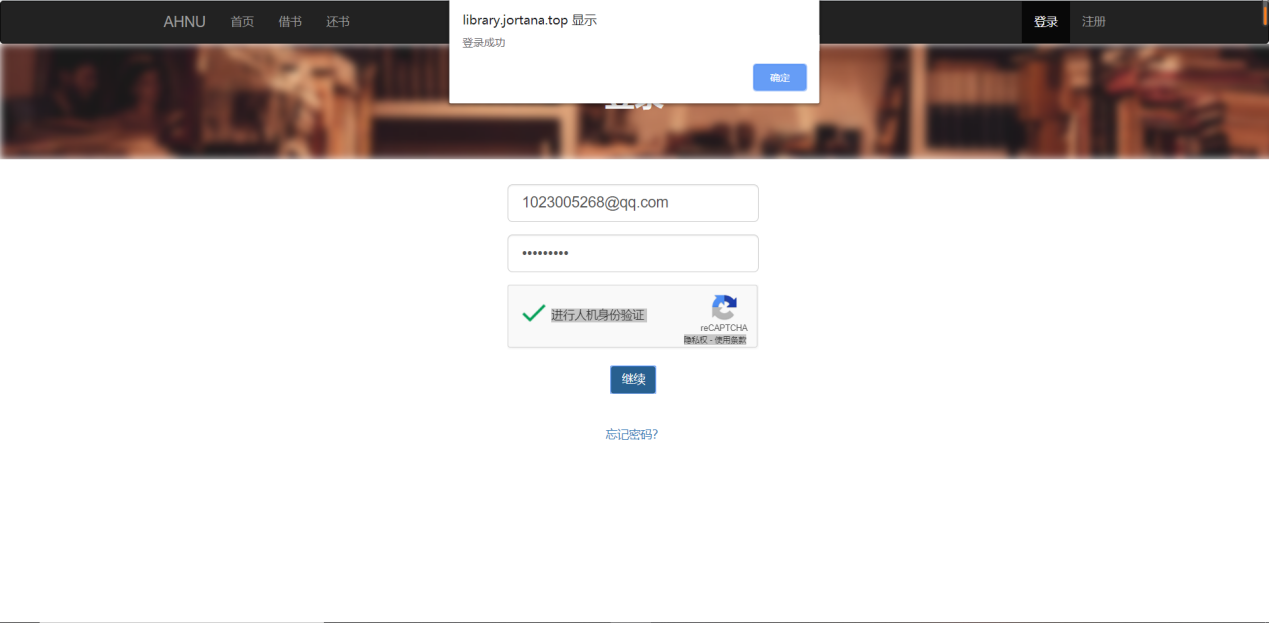 AHNU 首页 借书 还书 登录 注册
library.jortana.top 显示
登录成功
确定
登录
1023005268@qq.com
•••••••••
进行人机身份验证
reCAPTCHA
隐私权 - 使用条款
继续
忘记密码?